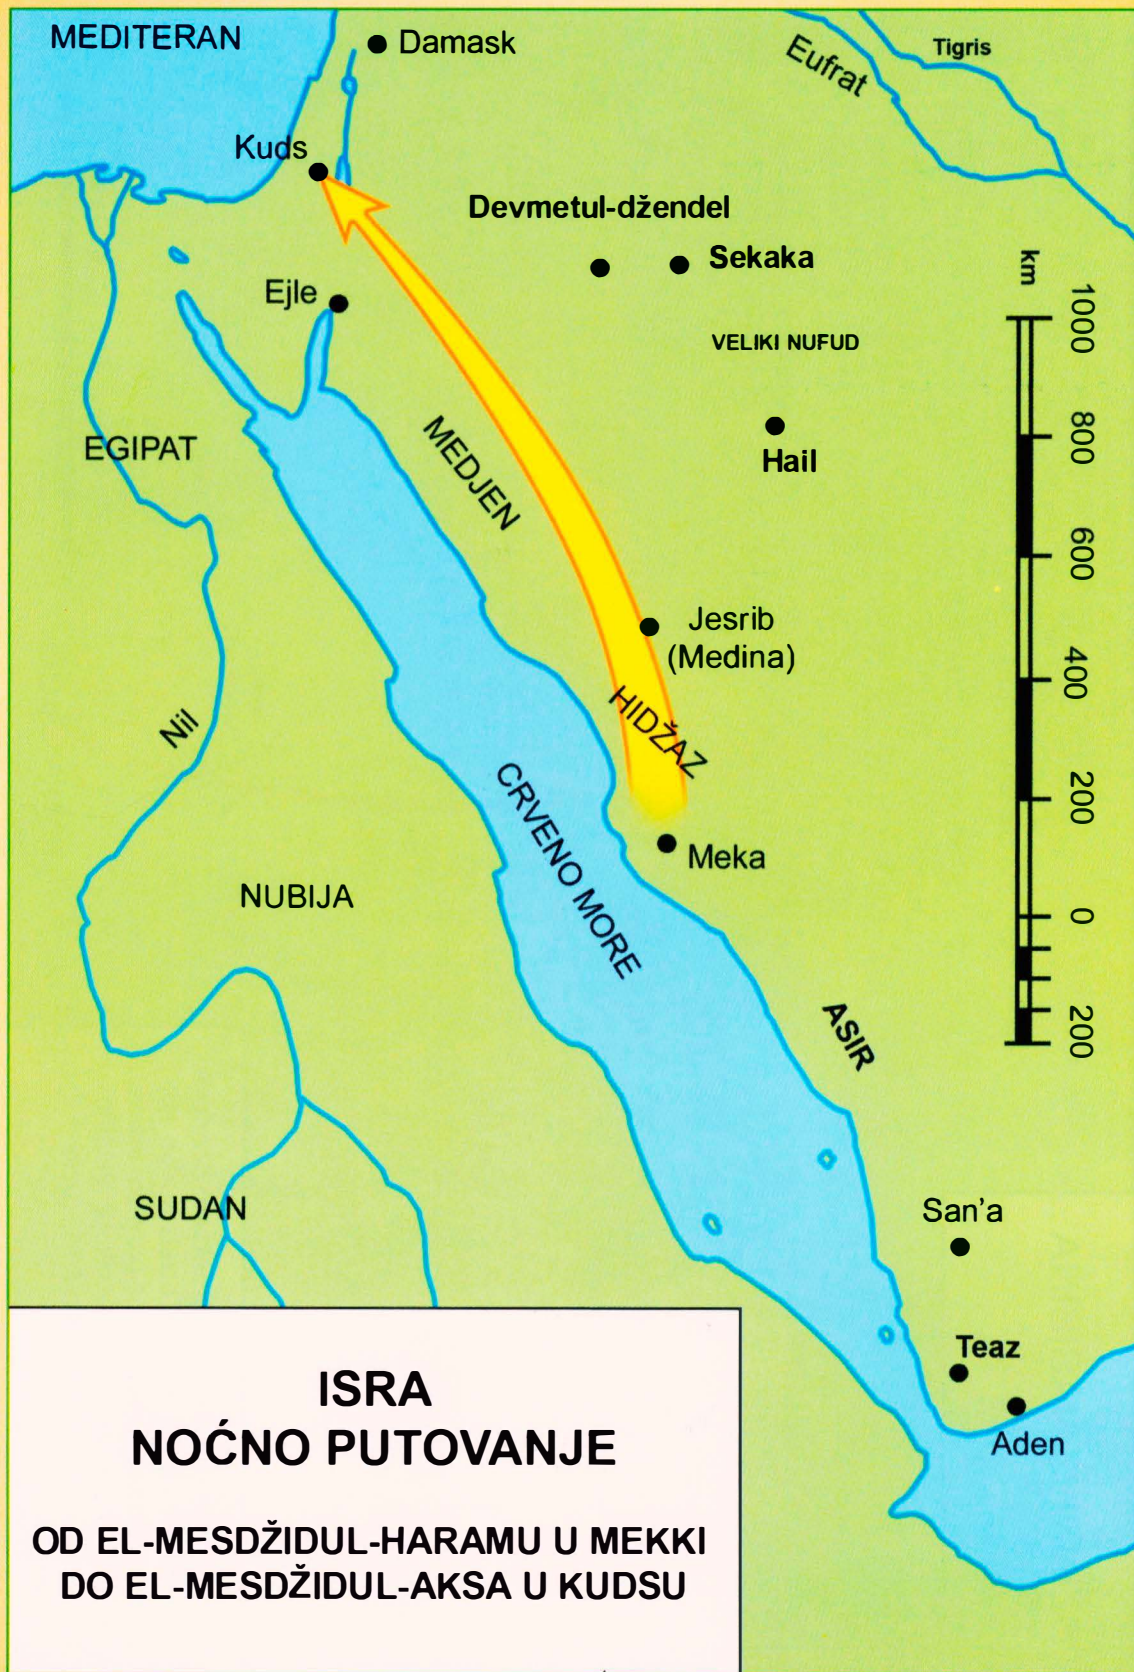 MEDITERAN
Damask
Eufrat
Tigris
Kuds
Devmetul-džendel
Sekaka
Ejle
VELIKI NUFUD
km
1000
800
600
400
200
0
200
EGIPAT
MEDJEN
Hail
Jesrib
(Medina)
HIDŽAZ
Nil
CRVENO MORE
Meka
NUBIJA
ASIR
SUDAN
San'a
Teaz
Aden
ISRA
NOĆNO PUTOVANJE
OD EL-MESDŽIDUL-HARAMU U MEKKI
DO EL-MESDŽIDUL-AKSA U KUDSU